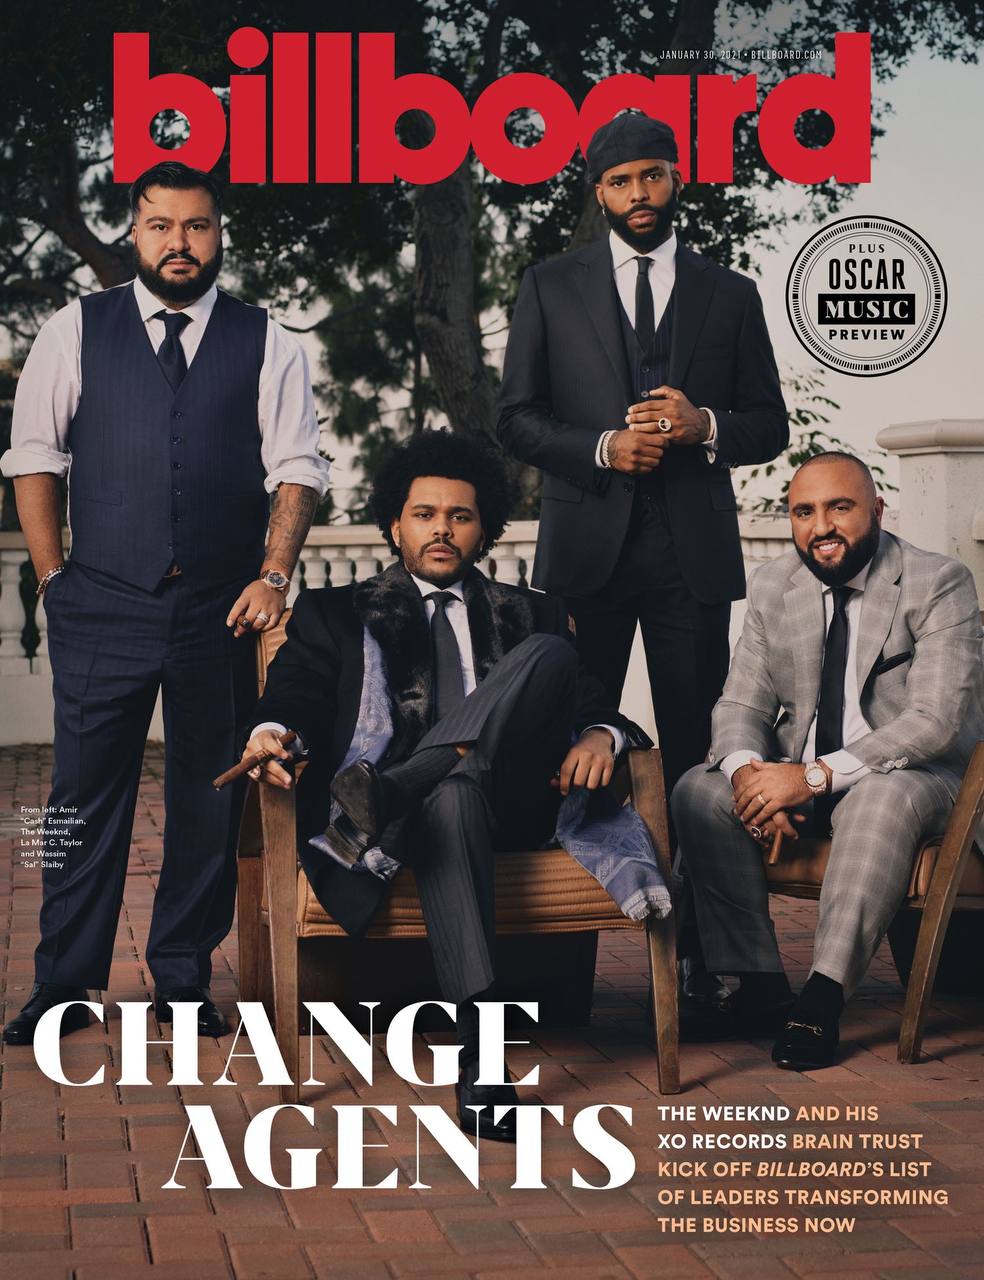 billboard
JANUARY 30, 2021 • BILLBOARD.COM
PLUS
OSCAR
MUSIC
PREVIEW
From left: Amir
“Cash” Esmailian,
The Weeknd,
La Mar C. Taylor
and Wassim
“Sal” Slaiby
CHANGE
AGENTS
THE WEEKND AND HIS
XO RECORDS BRAIN TRUST
KICK OFF BILLBOARD’S LIST
OF LEADERS TRANSFORMING
THE BUSINESS NOW